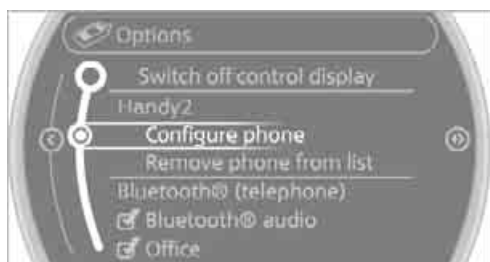 Options
Switch off control display
Handy2
Configure phone
Remove phone from list
Bluetooth® (telephone)
Bluetooth® audio
Office